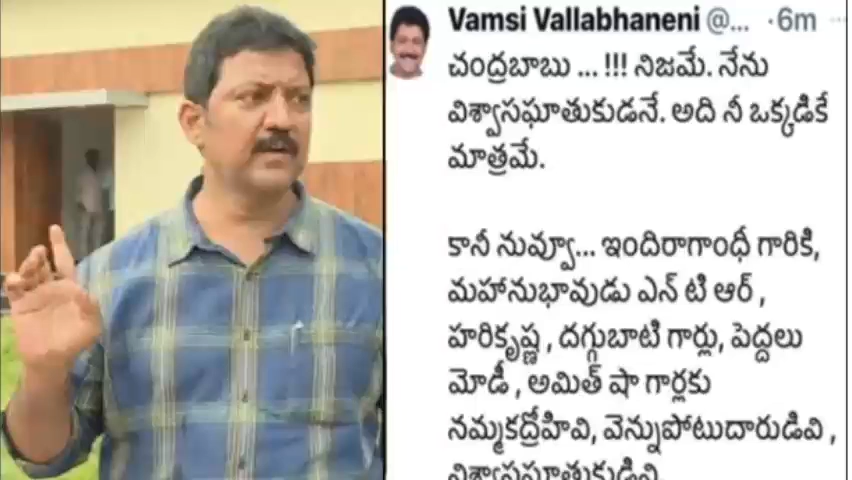 Vamsi Vallabhaneni @... · 6m
చంద్రబాబు ... !!! నిజమే. నేను
విశ్వాసఘాతుకుడనే. అది నీ ఒక్కడికే
మాత్రమే.
కానీ నువ్వూ... ఇందిరాగాంధీ గారికి,
మహానుభావుడు ఎన్ టి ఆర్ ,
హరికృష్ణ , దగ్గుబాటి గార్లు, పెద్దలు
మోడీ , అమిత్ షా గార్లకు
నమ్మకద్రోహివి, వెన్నుపోటుదారుడివి ,
విశ్వాసఘాతుకుడివి.